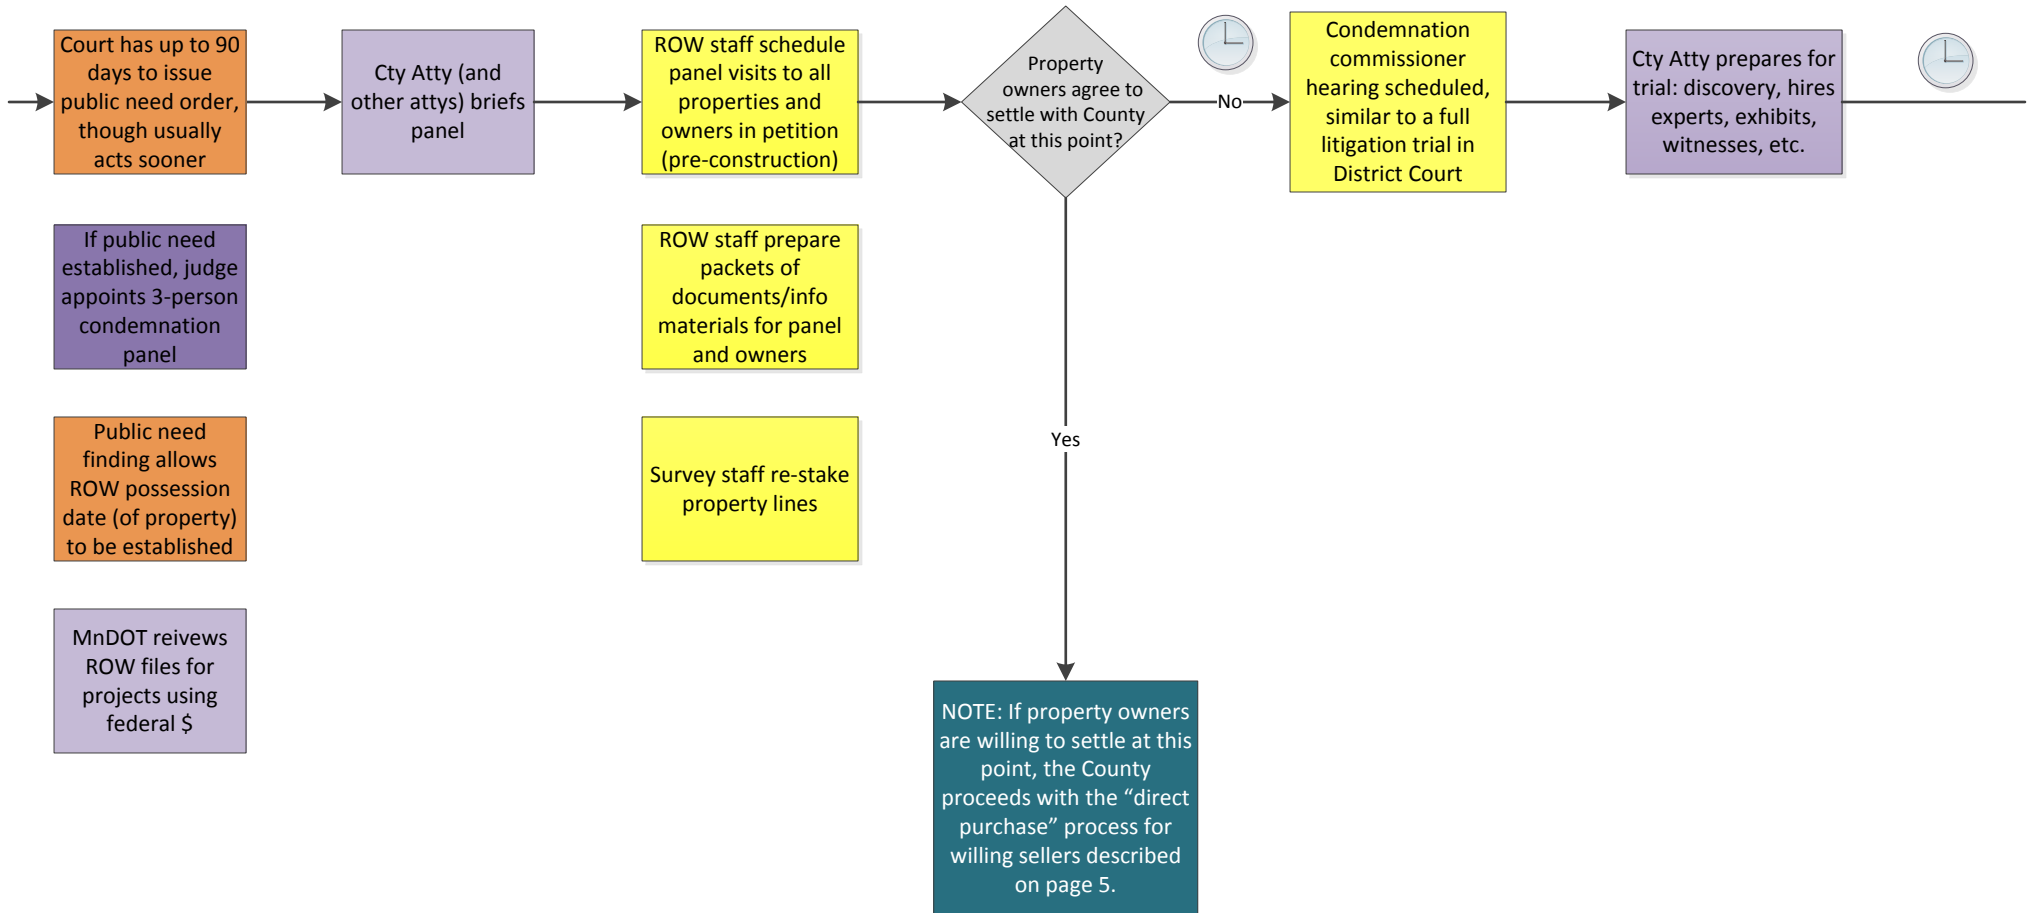 Court has up to 90
days to issue
public need order,
though usually
acts sooner
Cty Atty (and
other attys) briefs
panel
ROW staff schedule
panel visits to all
properties and
owners in petition
(pre-construction)
Property
owners agree to
settle with County
at this point?
No
Condemnation
commissioner
hearing scheduled,
similar to a full
litigation trial in
District Court
Cty Atty prepares for
trial: discovery, hires
experts, exhibits,
witnesses, etc.
If public need
established, judge
appoints 3-person
condemnation
panel
ROW staff prepare
packets of
documents/info
materials for panel
and owners
Public need
finding allows
ROW possession
date (of property)
to be established
Survey staff re-stake
property lines
Yes
MnDOT reivews
ROW files for
projects using
federal $
NOTE: If property owners
are willing to settle at this
point, the County
proceeds with the “direct
purchase” process for
willing sellers described
on page 5.